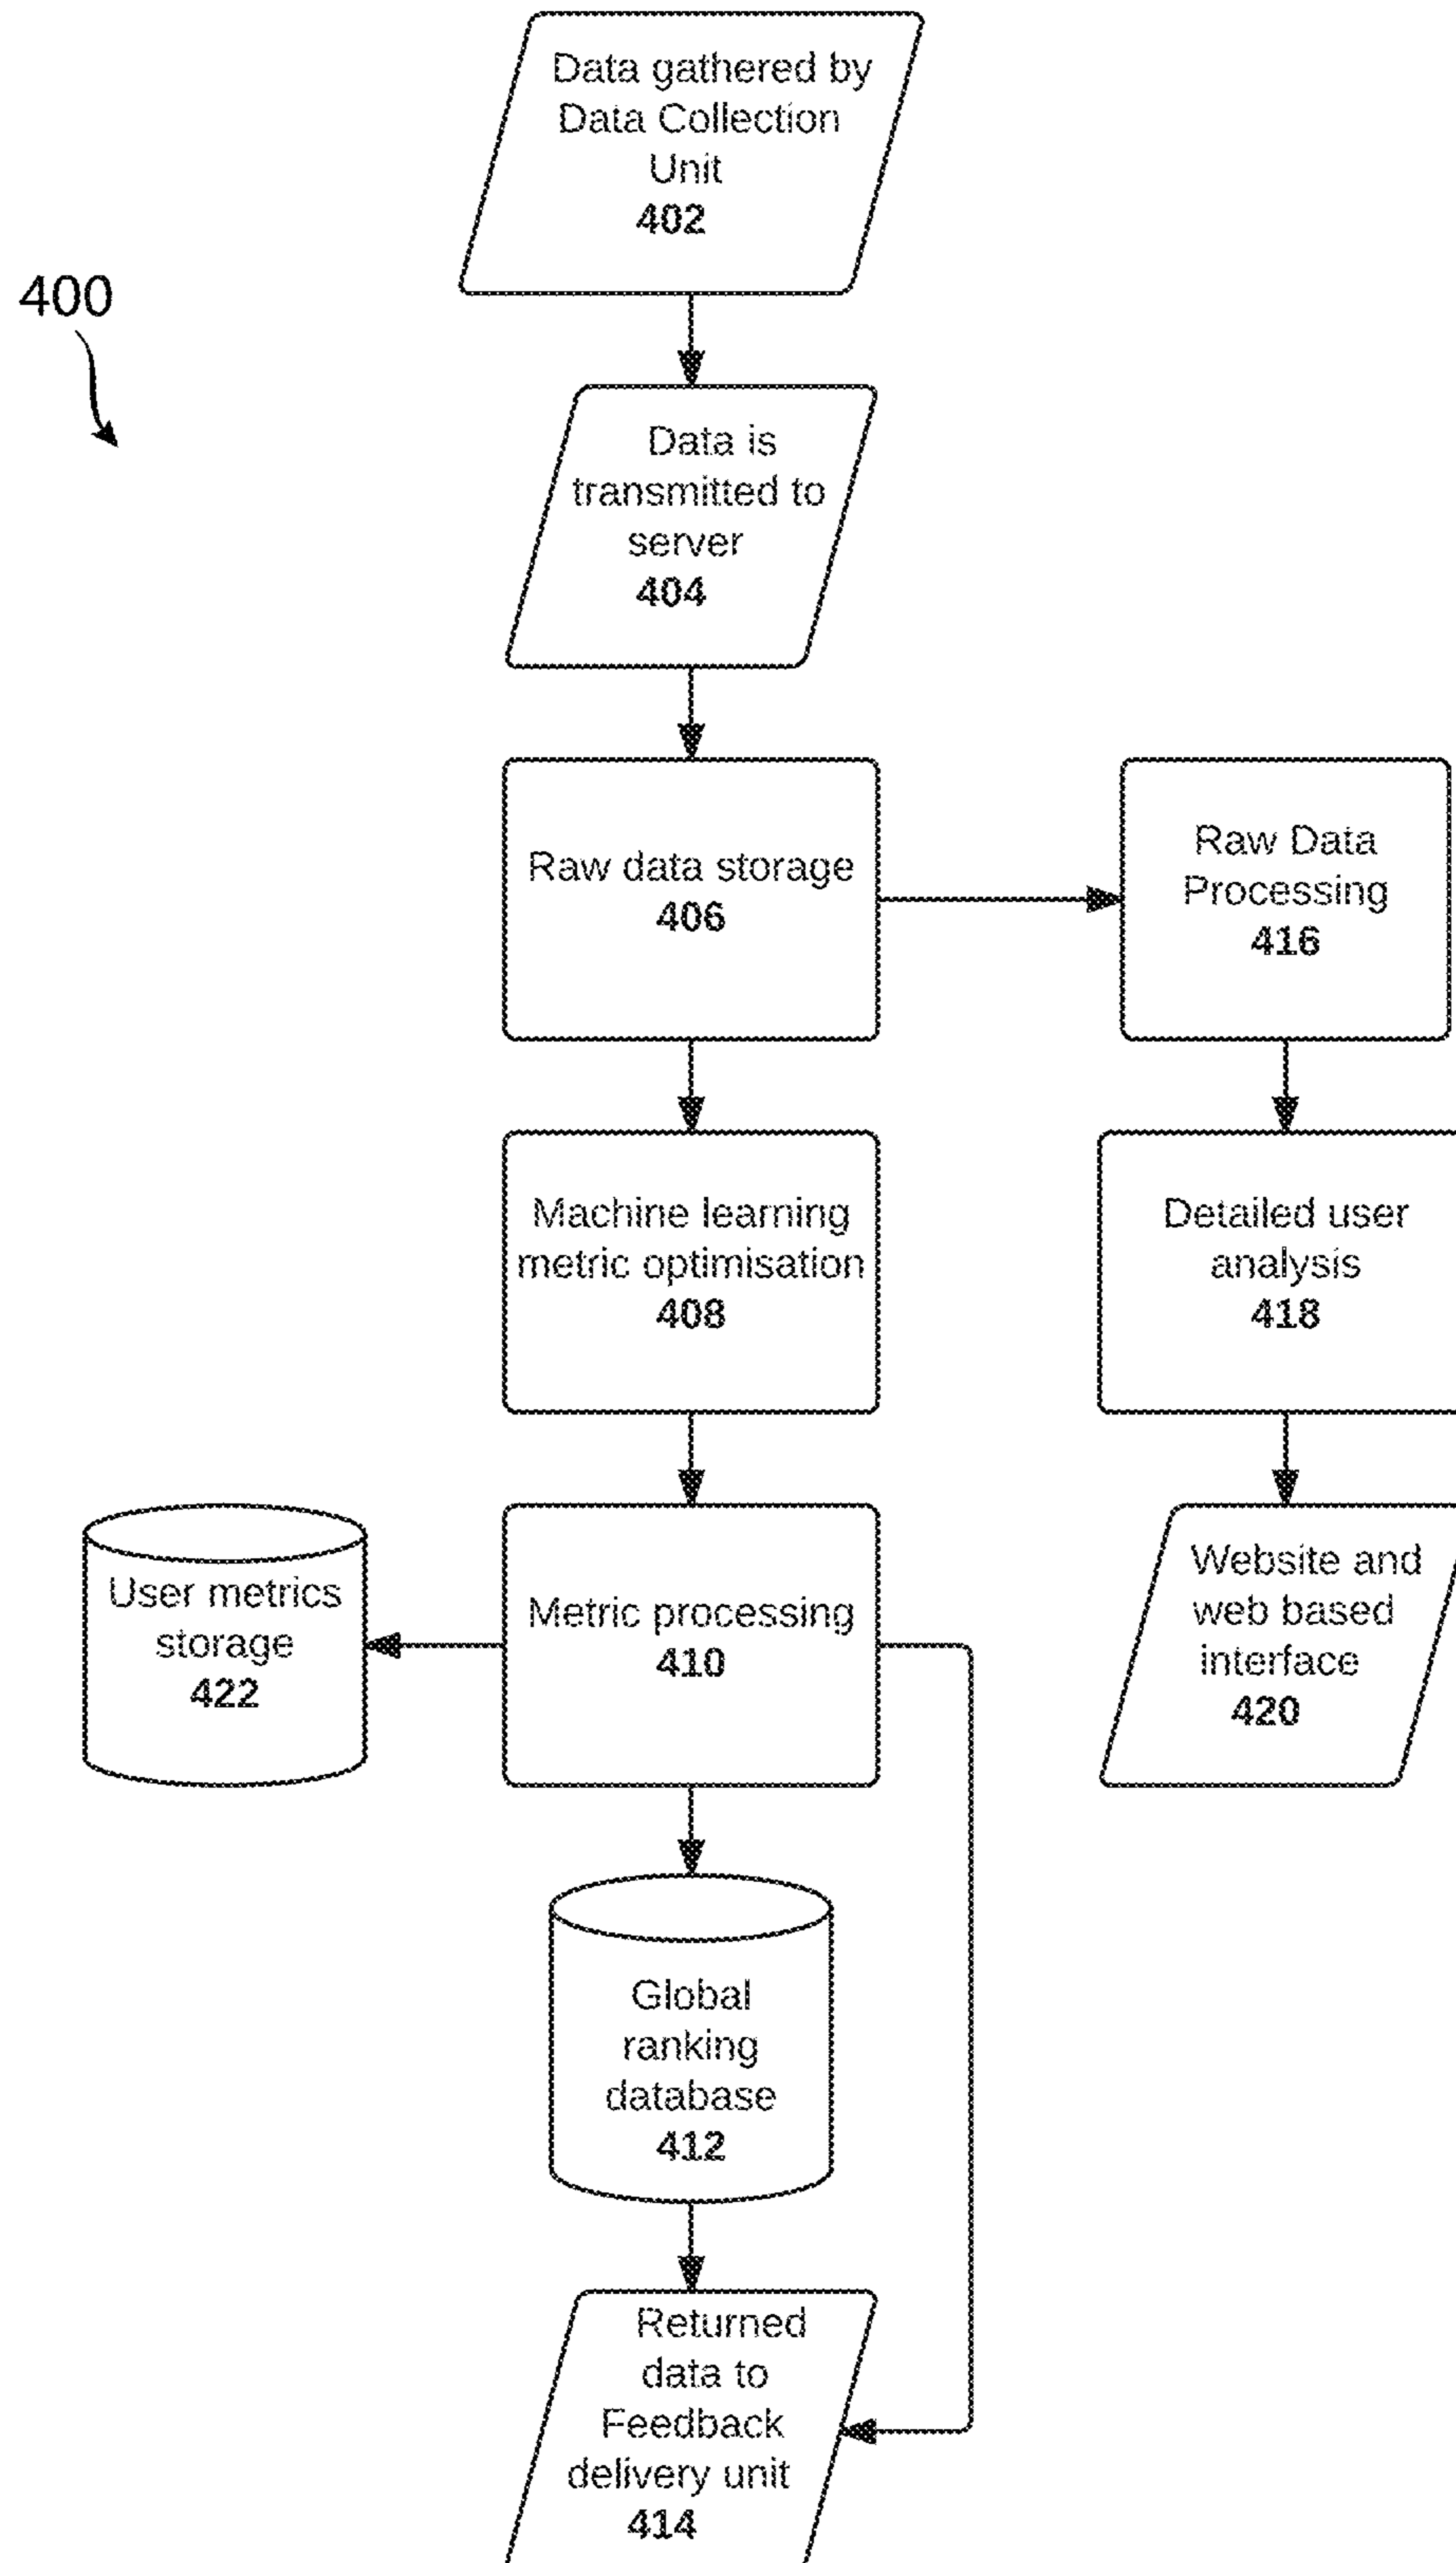 Data gathered by
Data Collection
Unit
402
400
Data is
transmitted to
server
404
Raw data storage
406
Raw Data
Processing
416
Machine learning
metric optimisation
408
Detailed user
analysis
418
User metrics
storage
422
Metric processing
410
Website and
web based
interface
420
Global
ranking
database
412
Returned
data to
Feedback
delivery unit
414